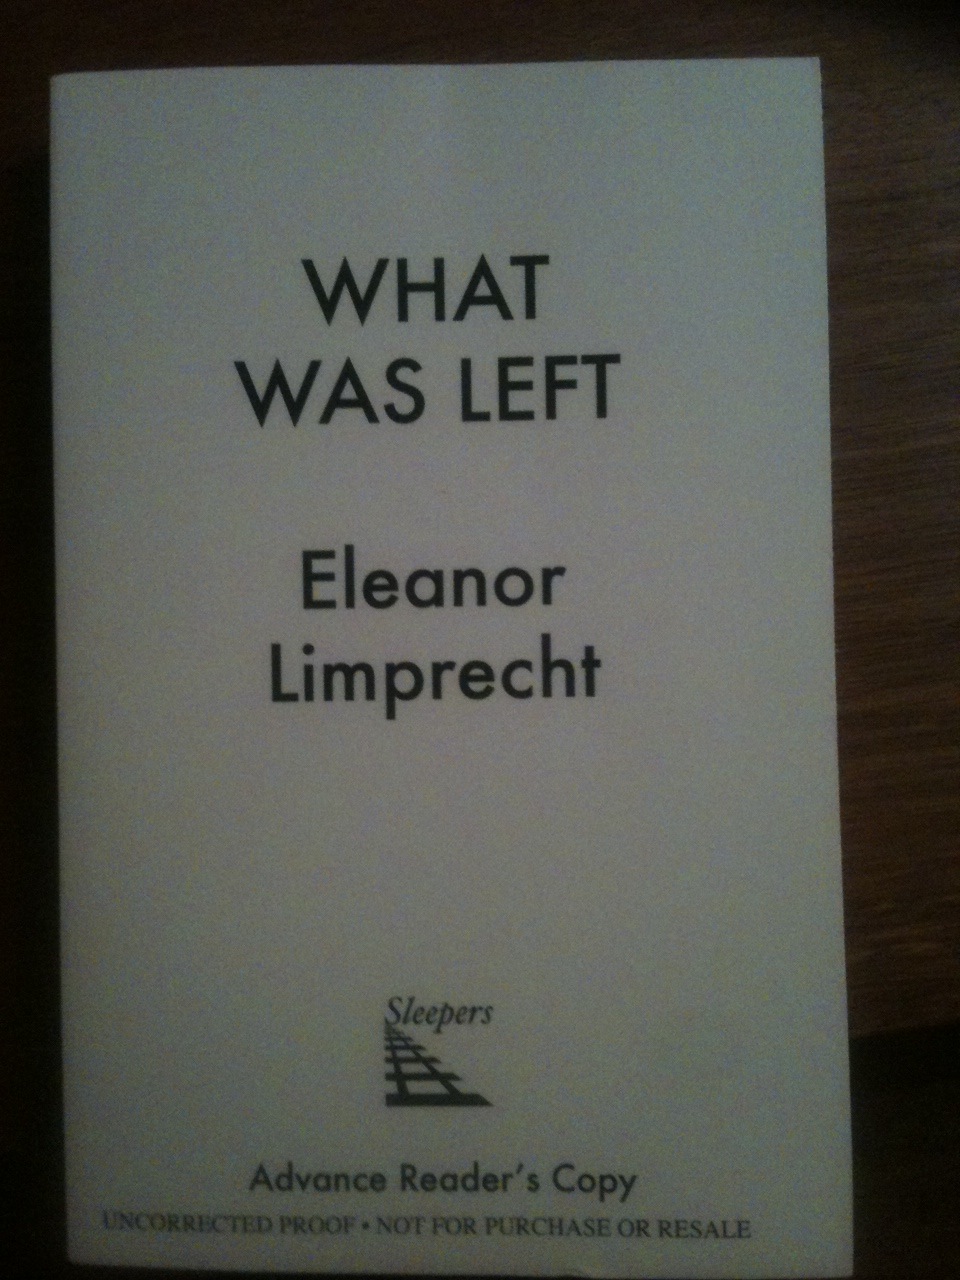 WHAT
WAS LEFT
Eleanor
Limprecht
Sleepers
Advance Reader's Copy
UNCORRECTED PROOF • NOT FOR PURCHASE OR RESALE